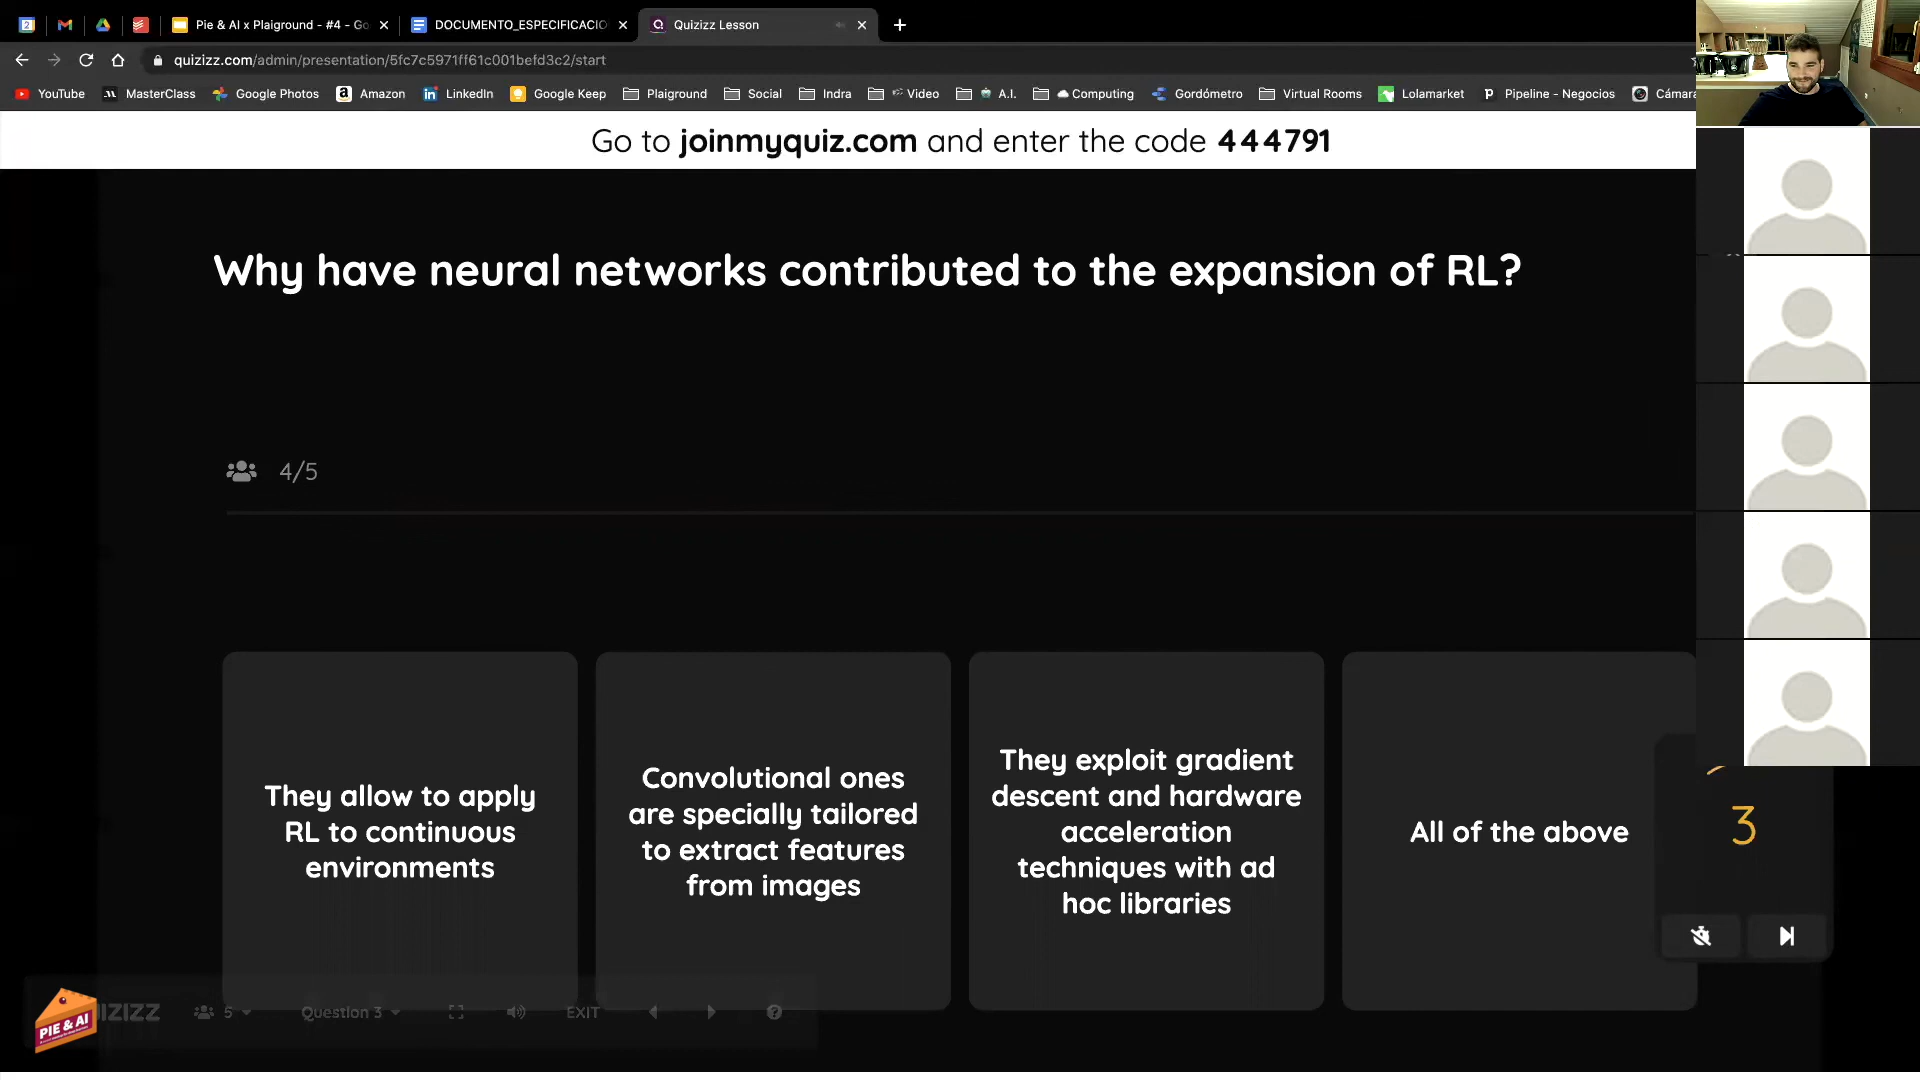 Pie & AI x Plaiground - #4 - Go
DOCUMENTO_ESPECIFICACIO
Quizizz Lesson
quizizz.com/admin/presentation/5fc7c5971ff61c001befd3c2/start
YouTube
MasterClass
Google Photos
Amazon
LinkedIn
Google Keep
Plaiground
Social
Indra
Video
A.I.
Computing
Gordómetro
Virtual Rooms
Lolamarket
Pipeline - Negocios
Cámara
Go to joinmyquiz.com and enter the code 444791
Why have neural networks contributed to the expansion of RL?
4/5
They allow to apply
RL to continuous
environments
Convolutional ones
are specially tailored
to extract features
from images
They exploit gradient
descent and hardware
acceleration
techniques with ad
hoc libraries
All of the above
3
IZIZZ
5
Question 3
EXIT
PIE & AI